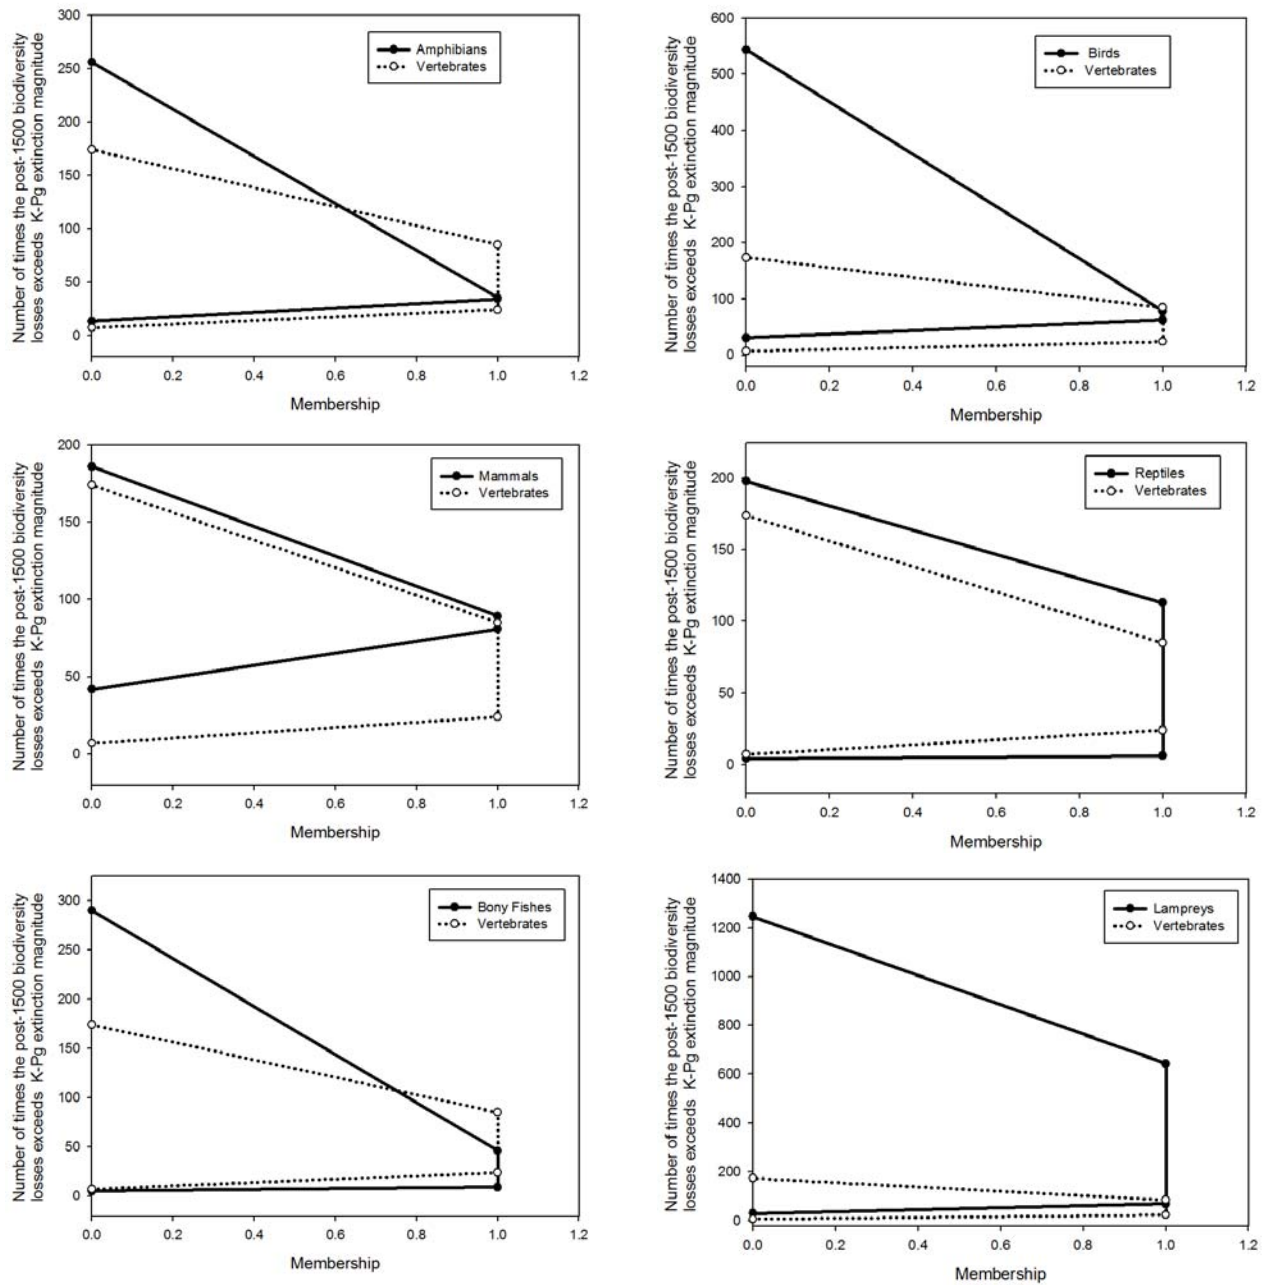 Number of times the post-1500 biodiversity
losses exceeds K-Pg extinction magnitude
300
250
200
150
100
50
0
Amphibians
Vertebrates
0.0 0.2 0.4 0.6 0.8 1.0 1.2
Membership
Number of times the post-1500 biodiversity
losses exceeds K-Pg extinction magnitude
600
500
400
300
200
100
0
Birds
Vertebrates
0.0 0.2 0.4 0.6 0.8 1.0 1.2
Membership
Number of times the post-1500 biodiversity
losses exceeds K-Pg extinction magnitude
200
150
100
50
0
Mammals
Vertebrates
0.0 0.2 0.4 0.6 0.8 1.0 1.2
Membership
Number of times the post-1500 biodiversity
losses exceeds K-Pg extinction magnitude
200
150
100
50
0
Reptiles
Vertebrates
0.0 0.2 0.4 0.6 0.8 1.0 1.2
Membership
Number of times the post-1500 biodiversity
losses exceeds K-Pg extinction magnitude
300
250
200
150
100
50
0
Bony Fishes
Vertebrates
0.0 0.2 0.4 0.6 0.8 1.0 1.2
Membership
Number of times the post-1500 biodiversity
losses exceeds K-Pg extinction magnitude
1400
1200
1000
800
600
400
200
0
Lampreys
Vertebrates
0.0 0.2 0.4 0.6 0.8 1.0 1.2
Membership